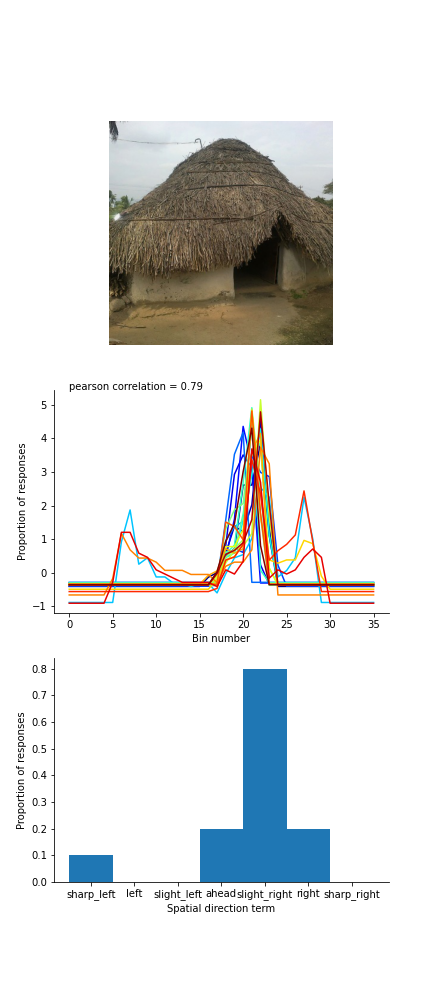 pearson correlation = 0.79
Proportion of responses
5
4
3
2
1
0
−1
0 5 10 15 20 25 30 35
Bin number
Proportion of responses
0.8
0.7
0.6
0.5
0.4
0.3
0.2
0.1
0.0
sharp_left left slight_left ahead slight_right right sharp_right
Spatial direction term